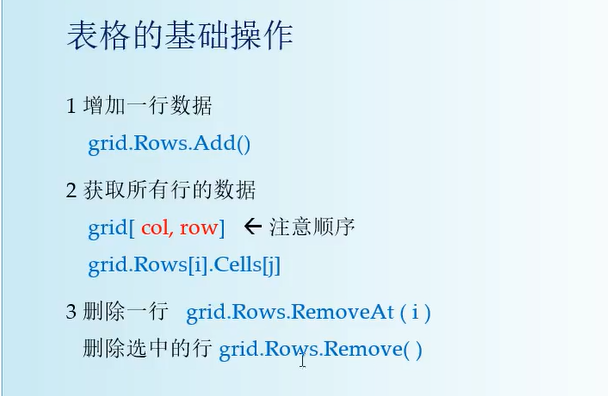 表格的基础操作
1 增加一行数据
grid.Rows.Add()
2 获取所有行的数据
grid[ col, row] ← 注意顺序
grid.Rows[i].Cells[j]
3 删除一行 grid.Rows.RemoveAt ( i )
删除选中的行 grid.Rows.Remove( )